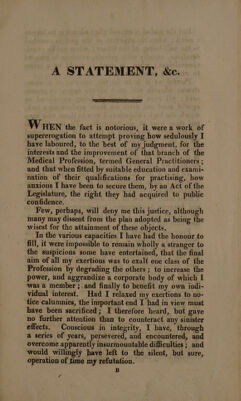 A STATEMENT, &c.
WHEN the fact is notorious, it were a work of
supererogation to attempt proving how sedulously I
have laboured, to the best of my judgment, for the
interests and the improvement of that branch of the
Medical Profession, termed General Practitioners;
and that when fitted by suitable education and exami-
nation of their qualifications for practising, how
anxious I have been to secure them, by an Act of the
Legislature, the right they had acquired to public
confidence.
Few, perhaps, will deny me this justice, although
many may dissent from the plan adopted as being the
wisest for the attainment of these objects.
In the various capacities I have had the honour to
fill, it were impossible to remain wholly a stranger to
the suspicions some have entertained, that the final
aim of all my exertions was to exalt one class of the
Profession by degrading the others; to increase the
power, and aggrandize a corporate body of which I
was a member; and finally to benefit my own indi-
vidual interest. Had I relaxed my exertions to no-
tice calumnies, the important end I had in view must
have been sacrificed; I therefore heard, but gave
no further attention than to counteract any sinister
effects. Conscious in integrity, I have, through
a series of years, persevered, and encountered, and
overcome apparently insurmountable difficulties; and
would willingly have left to the silent, but sure,
operation of time my refutation.
B